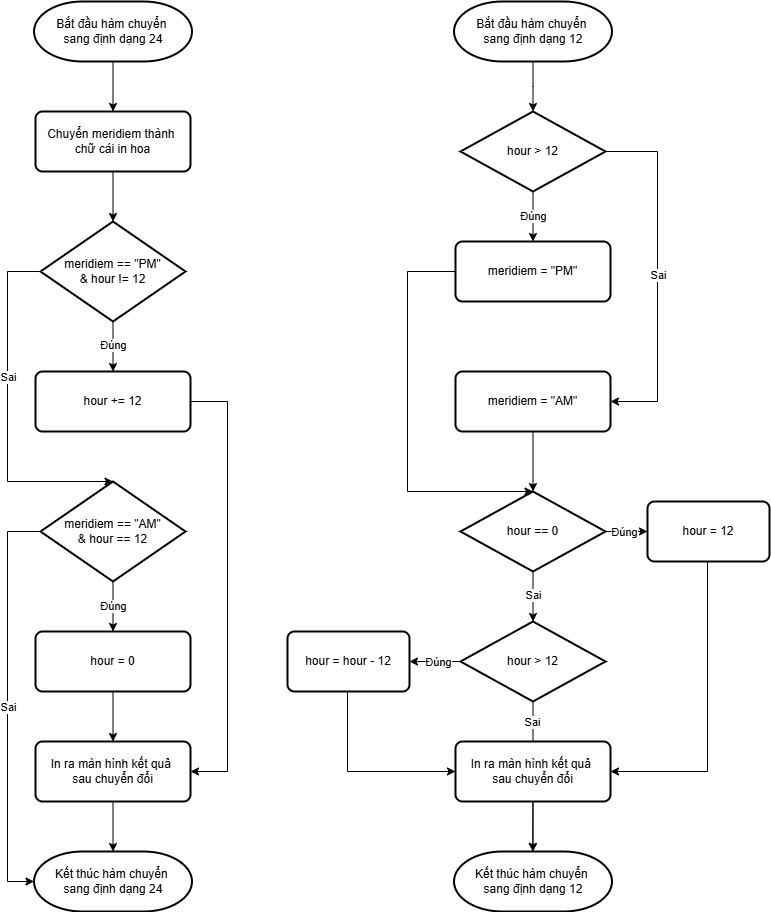 Bắt đầu hàm chuyển
sang định dạng 24
Chuyển meridiem thành
chữ cái in hoa
meridiem == "PM"
& hour != 12
Đúng
Sai
hour += 12
meridiem == "AM"
& hour == 12
Đúng
Sai
hour = 0
In ra màn hình kết quả
sau chuyển đổi
Kết thúc hàm chuyển
sang định dạng 24
Bắt đầu hàm chuyển
sang định dạng 12
hour > 12
Đúng
Sai
meridiem = "PM"
meridiem = "AM"
hour == 0
Đúng
hour = 12
Sai
hour > 12
Đúng
hour = hour - 12
Sai
In ra màn hình kết quả
sau chuyển đổi
Kết thúc hàm chuyển
sang định dạng 12